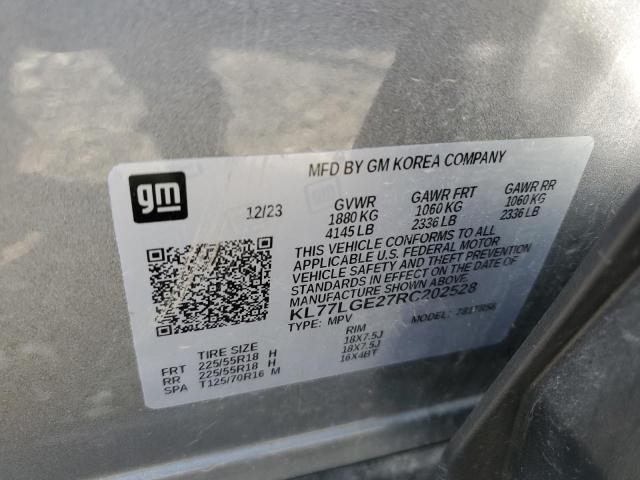 gm
MFD BY GM KOREA COMPANY
12/23
GVWR
1880 KG
4145 LB
GAWR FRT
1060 KG
2336 LB
GAWR RR
1060 KG
2336 LB
THIS VEHICLE CONFORMS TO ALL
APPLICABLE U.S. FEDERAL MOTOR
VEHICLE SAFETY AND THEFT PREVENTION
STANDARDS IN EFFECT ON THE DATE OF
MANUFACTURE SHOWN ABOVE.
KL77LGE27RC202528
TYPE: MPV
MODEL:
TIRE SIZE
RIM
FRT 225/55R18 H 18X7.5J
RR 225/55R18 H 18X7.5J
SPA T125/70R16 M 16X4BT